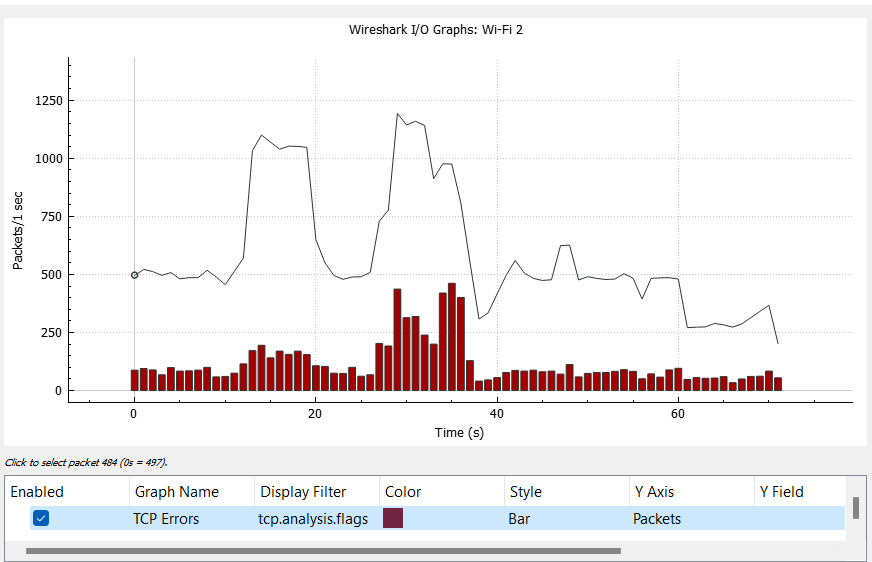 Wireshark I/O Graphs: Wi-Fi 2
Packets/1 sec
1250
1000
750
500
250
0
0 20 40 60
Time (s)
Click to select packet 484 (0s = 497).
Enabled Graph Name Display Filter Color Style Y Axis Y Field
TCP Errors tcp.analysis.flags Bar Packets